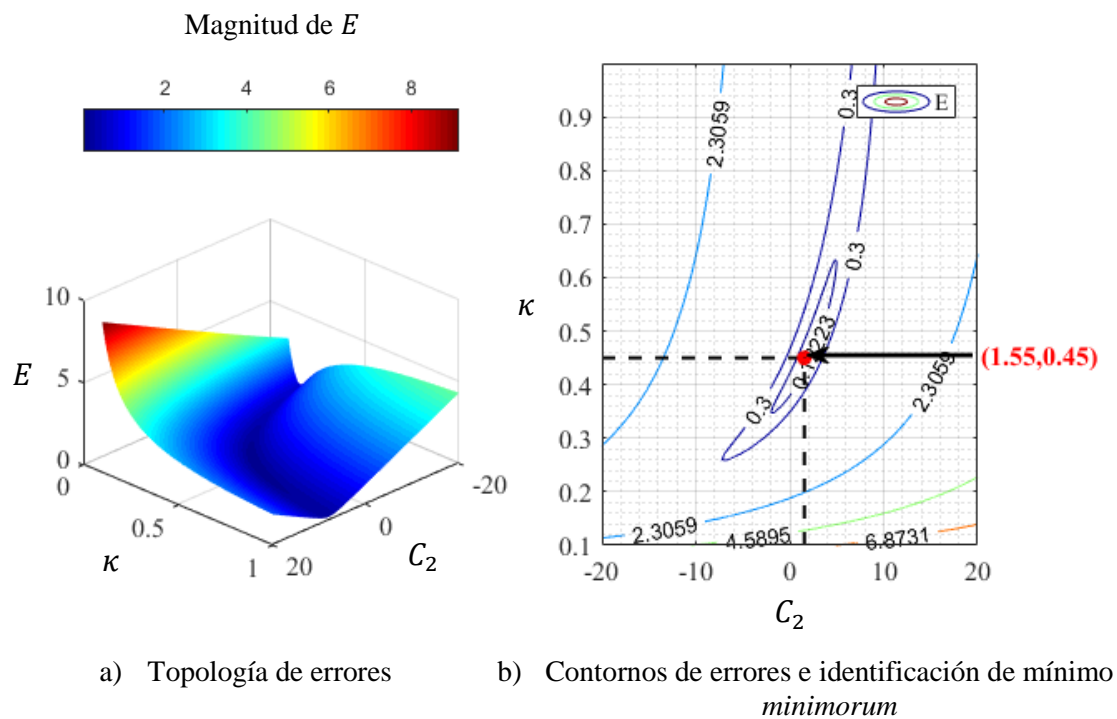 Magnitud de E
2 4 6 8
10
5
0
E
0
0.5
1
κ
20
0
-20
C₂
E
0.9
0.8
0.7
0.6
0.5
0.4
0.3
0.2
0.1
κ
-20 -10 0 10 20
C₂
2.3059
0.3
0.3
0.3
2.3059
2.3059
4.5895
6.8731
(1.55,0.45)
a) Topología de errores
b) Contornos de errores e identificación de mínimo
minimorum